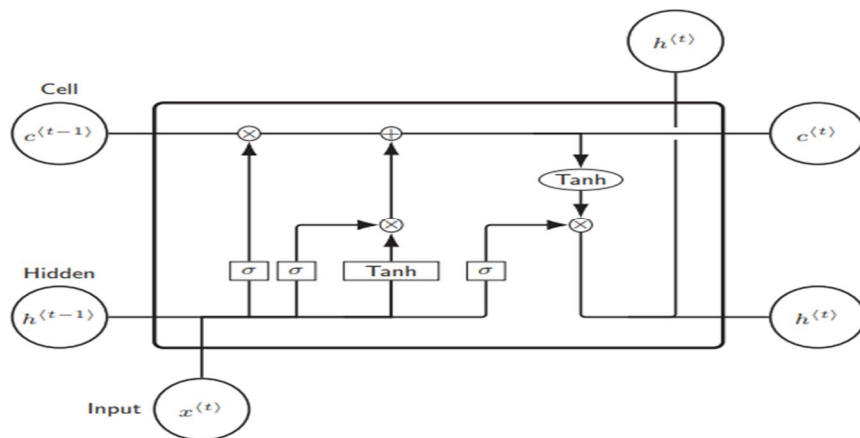 h⟨t⟩
Cell
c⟨t−1⟩
c⟨t⟩
Tanh
σ σ Tanh σ
Hidden
h⟨t−1⟩
h⟨t⟩
Input x⟨t⟩